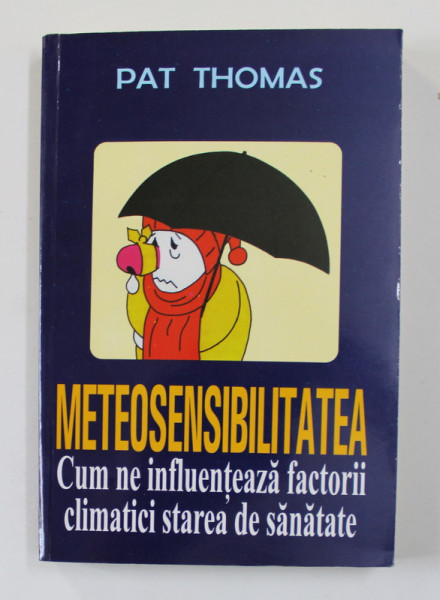 PAT THOMAS
METEOSENSIBILITATEA
Cum ne influențează factorii
climatici starea de sănătate